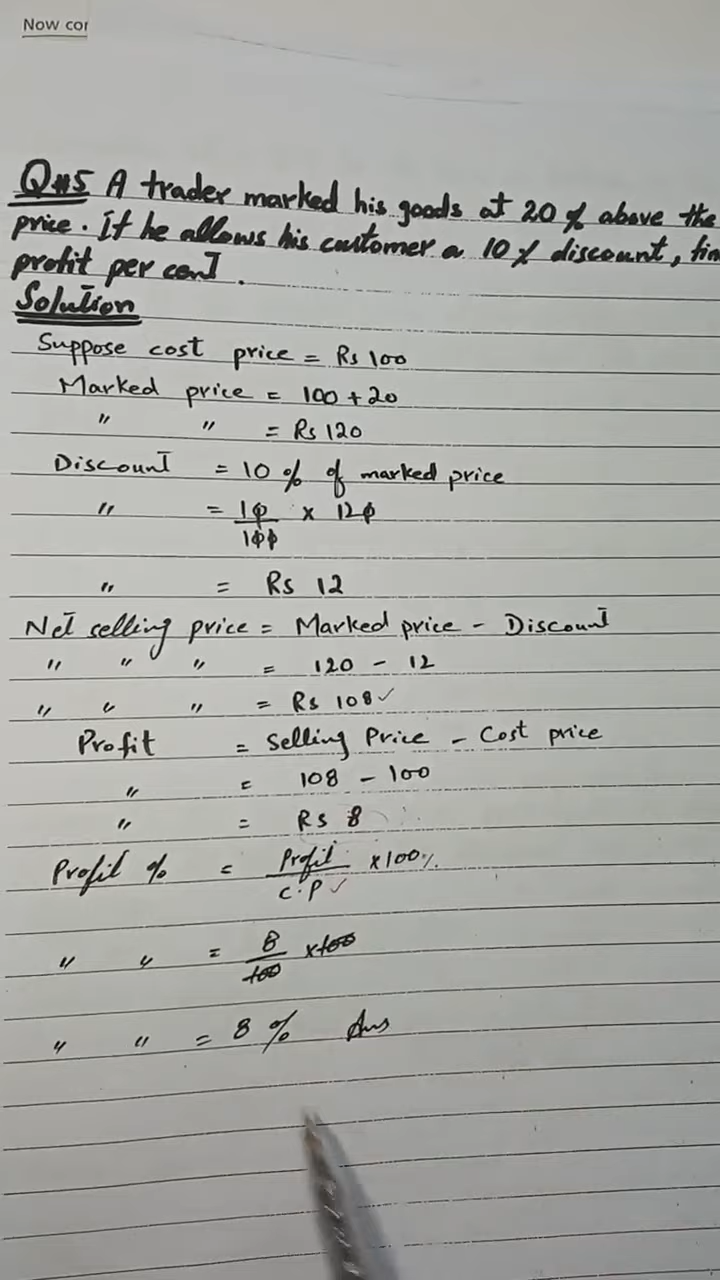 Now cor
Q#5 A trader marked his goods at 20% above the
price. If he allows his customer a 10% discount, fin
profit per cent.
Solution
Suppose cost price = Rs 100
Marked price = 100 + 20
" " = Rs 120
Discount = 10% of marked price
" = 10/100 x 120
" = Rs 12
Net selling price = Marked price - Discount
" " " = 120 - 12
" " " = Rs 108 ✓
Profit = Selling Price - Cost price
" = 108 - 100
" = Rs 8
Profit % = Profit/C.P ✓ x 100%
" " = 8/100 x 100
" " = 8% Ans